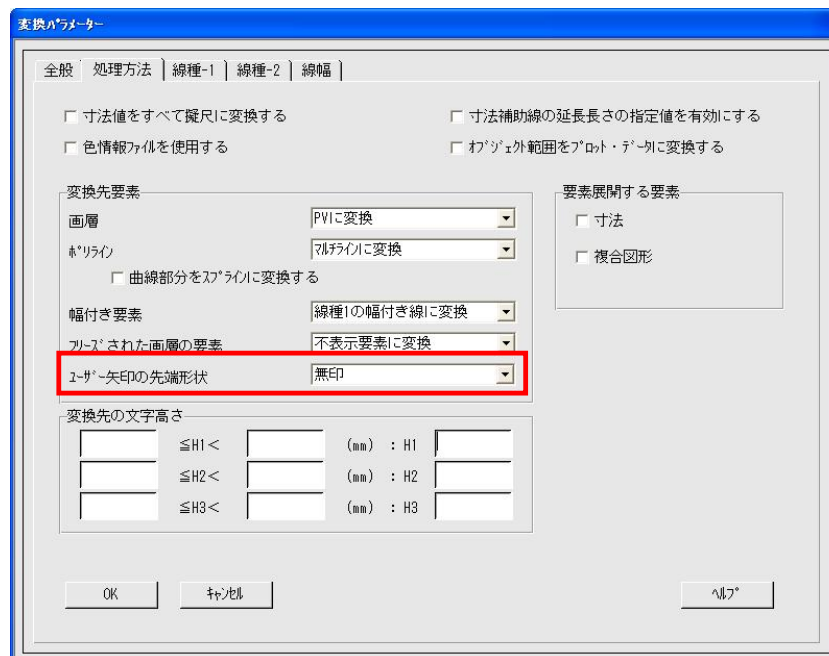 変換ﾊﾟﾗﾒｰﾀｰ
全般 処理方法 線種-1 線種-2 線幅
寸法値をすべて擬尺に変換する 寸法補助線の延長長さの指定値を有効にする
色情報ﾌｧｲﾙを使用する ｵﾌﾞｼﾞｪｸﾄ範囲をﾌﾟﾛｯﾄ・ﾃﾞｰﾀに変換する
変換先要素 要素展開する要素
画層 PVに変換 寸法
ﾎﾟﾘﾗｲﾝ ﾏﾙﾁﾗｲﾝに変換 複合図形
曲線部分をｽﾌﾟﾗｲﾝに変換する
幅付き要素 線種1の幅付き線に変換
ﾌﾘｰｽﾞされた画層の要素 不表示要素に変換
ﾕｰｻﾞｰ矢印の先端形状 無印
変換先の文字高さ
≦H1＜ (mm) : H1
≦H2＜ (mm) : H2
≦H3＜ (mm) : H3
OK ｷｬﾝｾﾙ ﾍﾙﾌﾟ